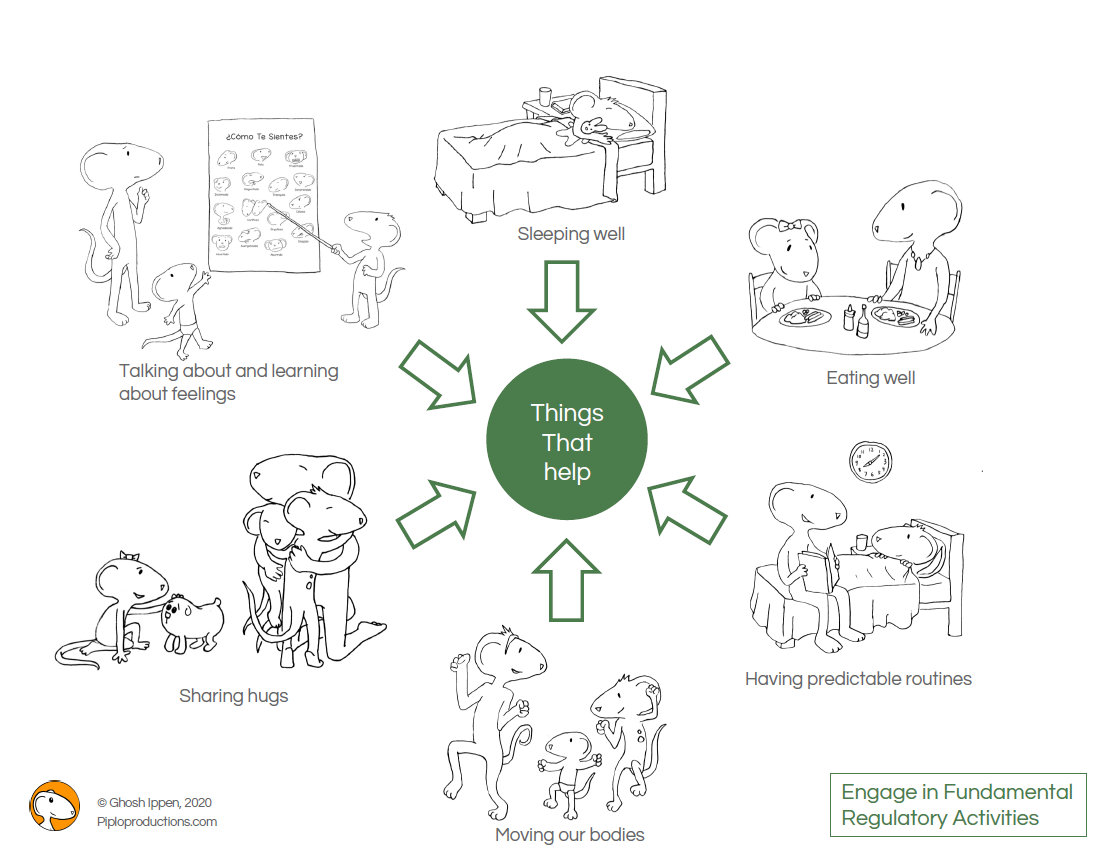 ¿Cómo Te Sientes?
Sleeping well
Eating well
Talking about and learning
about feelings
Things
That
help
Sharing hugs
Having predictable routines
Moving our bodies
© Ghosh Ippen, 2020
Piploproductions.com
Engage in Fundamental
Regulatory Activities